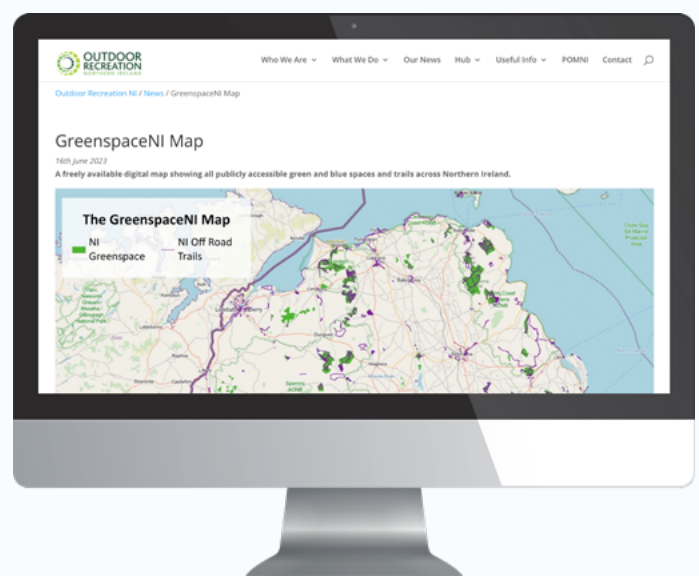 OUTDOOR
RECREATION
NORTHERN IRELAND
Who We Are
What We Do
Our News
Hub
Useful Info
POMNI
Contact
Outdoor Recreation NI / News / GreenspaceNI Map
GreenspaceNI Map
16th June 2023
A freely available digital map showing all publicly accessible green and blue spaces and trails across Northern Ireland.
The GreenspaceNI Map
NI
Greenspace
NI Off Road
Trails